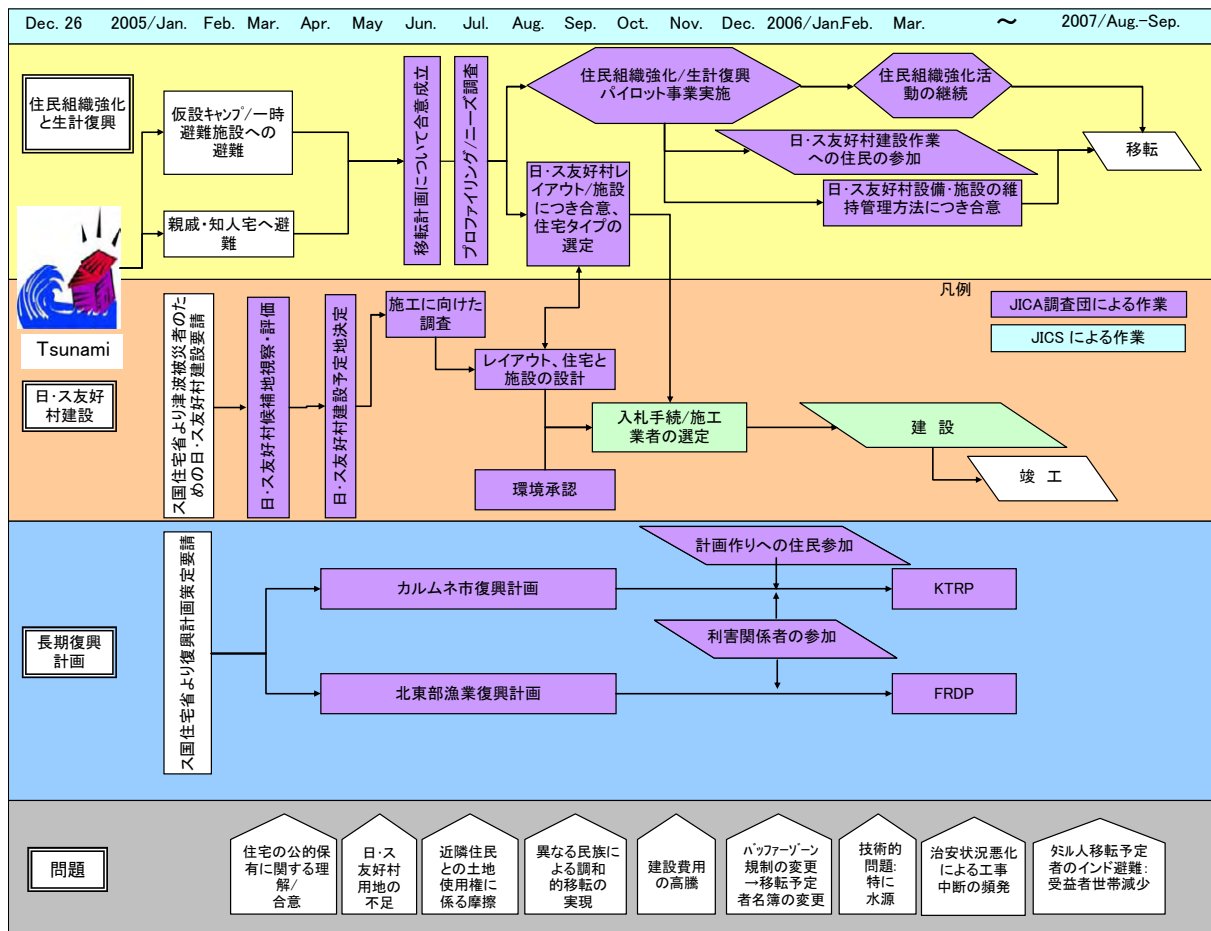 Dec. 26 2005/Jan. Feb. Mar. Apr. May Jun. Jul. Aug. Sep. Oct. Nov. Dec. 2006/Jan.Feb. Mar. ～ 2007/Aug.-Sep.
住民組織強化
と生計復興
仮設キャンプ/一時
避難施設への
避難
親戚・知人宅へ避
難
移転計画について合意成立
プロファイリング/ニーズ調査
住民組織強化/生計復興
パイロット事業実施
住民組織強化活
動の継続
日・ス友好村レ
イアウト/施設
につき合意、
住宅タイプの
選定
日・ス友好村建設作業
への住民の参加
日・ス友好村設備・施設の維
持管理方法につき合意
移転
Tsunami
日・ス友好
村建設
ス国住宅省より津波被災者のた
めの日・ス友好村建設要請
日・ス友好村候補地視察・評価
日・ス友好村建設予定地決定
施工に向けた
調査
レイアウト、住宅と
施設の設計
環境承認
入札手続/施工
業者の選定
建 設
竣 工
凡例
JICA調査団による作業
JICS による作業
長期復興
計画
ス国住宅省より復興計画策定要請
カルムネ市復興計画
計画作りへの住民参加
KTRP
利害関係者の参加
北東部漁業復興計画
FRDP
問題
住宅の公的保
有に関する理
解/
合意
日・ス
友好村
用地の
不足
近隣住民
との土地
使用権に
係る摩擦
異なる民族に
よる調和
的移転の
実現
建設費用
の高騰
ﾊﾞｯﾌｧｰｿﾞｰﾝ
規制の変更
→移転予定
者名簿の変更
技術的
問題:
特に
水源
治安状況悪化
による工事
中断の頻発
ﾀﾐﾙ人移転予定
者のインド避難:
受益者世帯減少